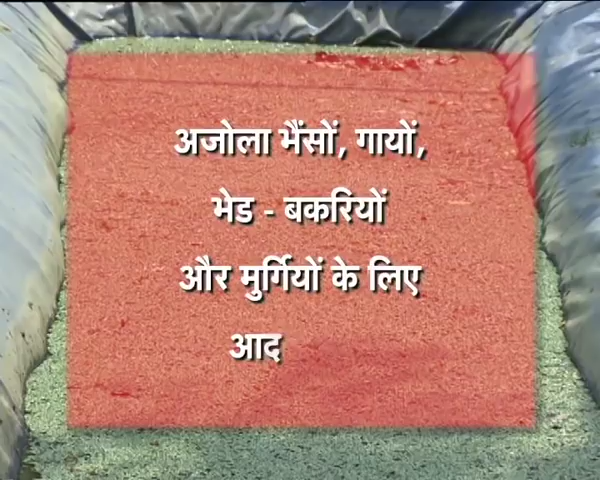 अजोला भैंसों, गायों,
भेड - बकरियों
और मुर्गियों के लिए
आद